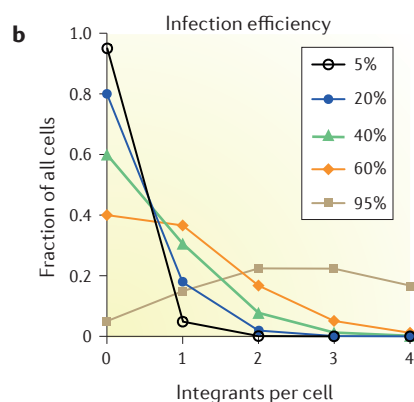 b
Infection efficiency
1.0
0.8
0.6
0.4
0.2
0
Fraction of all cells
5%
20%
40%
60%
95%
0 1 2 3 4
Integrants per cell